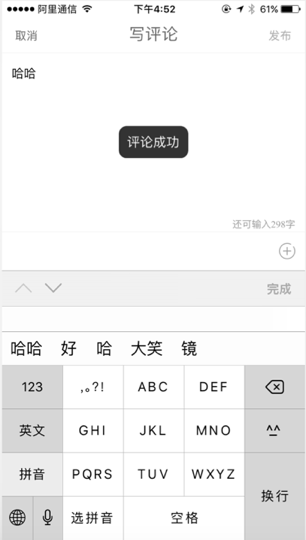 阿里通信 下午4:52 61%
取消 写评论 发布
哈哈
评论成功
还可输入298字
完成
哈哈 好 哈 大笑 镜
123 ,。?! ABC DEF
英文 GHI JKL MNO ^^
拼音 PQRS TUV WXYZ 换行
选拼音 空格